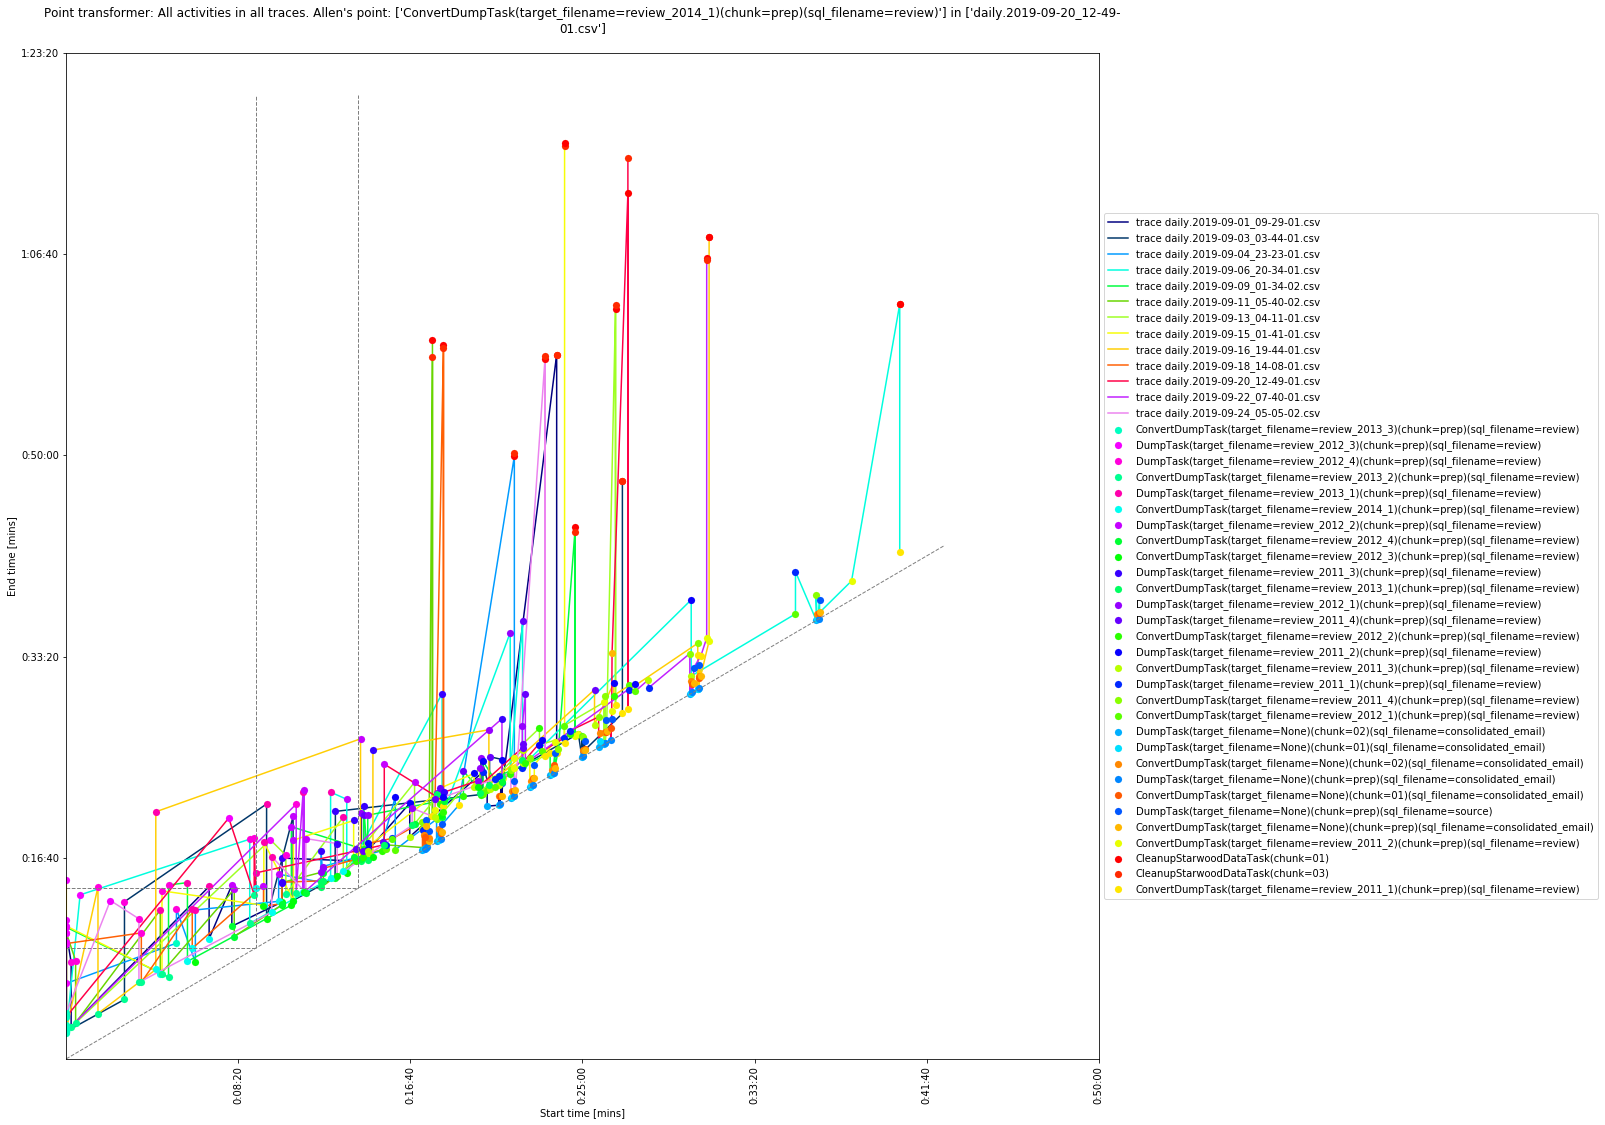 Point transformer: All activities in all traces. Allen's point: ['ConvertDumpTask(target_filename=review_2014_1)(chunk=prep)(sql_filename=review)'] in ['daily.2019-09-20_12-49-
01.csv']
1:23:20
1:06:40
0:50:00
0:33:20
0:16:40
End time [mins]
0:08:20
0:16:40
0:25:00
0:33:20
0:41:40
0:50:00
Start time [mins]
trace daily.2019-09-01_09-29-01.csv
trace daily.2019-09-03_03-44-01.csv
trace daily.2019-09-04_23-23-01.csv
trace daily.2019-09-06_20-34-01.csv
trace daily.2019-09-09_01-34-02.csv
trace daily.2019-09-11_05-40-02.csv
trace daily.2019-09-13_04-11-01.csv
trace daily.2019-09-15_01-41-01.csv
trace daily.2019-09-16_19-44-01.csv
trace daily.2019-09-18_14-08-01.csv
trace daily.2019-09-20_12-49-01.csv
trace daily.2019-09-22_07-40-01.csv
trace daily.2019-09-24_05-05-02.csv
ConvertDumpTask(target_filename=review_2013_3)(chunk=prep)(sql_filename=review)
DumpTask(target_filename=review_2012_3)(chunk=prep)(sql_filename=review)
DumpTask(target_filename=review_2012_4)(chunk=prep)(sql_filename=review)
ConvertDumpTask(target_filename=review_2013_2)(chunk=prep)(sql_filename=review)
DumpTask(target_filename=review_2013_1)(chunk=prep)(sql_filename=review)
ConvertDumpTask(target_filename=review_2014_1)(chunk=prep)(sql_filename=review)
DumpTask(target_filename=review_2012_2)(chunk=prep)(sql_filename=review)
ConvertDumpTask(target_filename=review_2012_4)(chunk=prep)(sql_filename=review)
ConvertDumpTask(target_filename=review_2012_3)(chunk=prep)(sql_filename=review)
DumpTask(target_filename=review_2011_3)(chunk=prep)(sql_filename=review)
ConvertDumpTask(target_filename=review_2013_1)(chunk=prep)(sql_filename=review)
DumpTask(target_filename=review_2012_1)(chunk=prep)(sql_filename=review)
DumpTask(target_filename=review_2011_4)(chunk=prep)(sql_filename=review)
ConvertDumpTask(target_filename=review_2012_2)(chunk=prep)(sql_filename=review)
DumpTask(target_filename=review_2011_2)(chunk=prep)(sql_filename=review)
ConvertDumpTask(target_filename=review_2011_3)(chunk=prep)(sql_filename=review)
DumpTask(target_filename=review_2011_1)(chunk=prep)(sql_filename=review)
ConvertDumpTask(target_filename=review_2011_4)(chunk=prep)(sql_filename=review)
ConvertDumpTask(target_filename=review_2012_1)(chunk=prep)(sql_filename=review)
DumpTask(target_filename=None)(chunk=02)(sql_filename=consolidated_email)
DumpTask(target_filename=None)(chunk=01)(sql_filename=consolidated_email)
ConvertDumpTask(target_filename=None)(chunk=02)(sql_filename=consolidated_email)
DumpTask(target_filename=None)(chunk=prep)(sql_filename=consolidated_email)
ConvertDumpTask(target_filename=None)(chunk=01)(sql_filename=consolidated_email)
DumpTask(target_filename=None)(chunk=prep)(sql_filename=source)
ConvertDumpTask(target_filename=None)(chunk=prep)(sql_filename=consolidated_email)
ConvertDumpTask(target_filename=review_2011_2)(chunk=prep)(sql_filename=review)
CleanupStarwoodDataTask(chunk=01)
CleanupStarwoodDataTask(chunk=03)
ConvertDumpTask(target_filename=review_2011_1)(chunk=prep)(sql_filename=review)